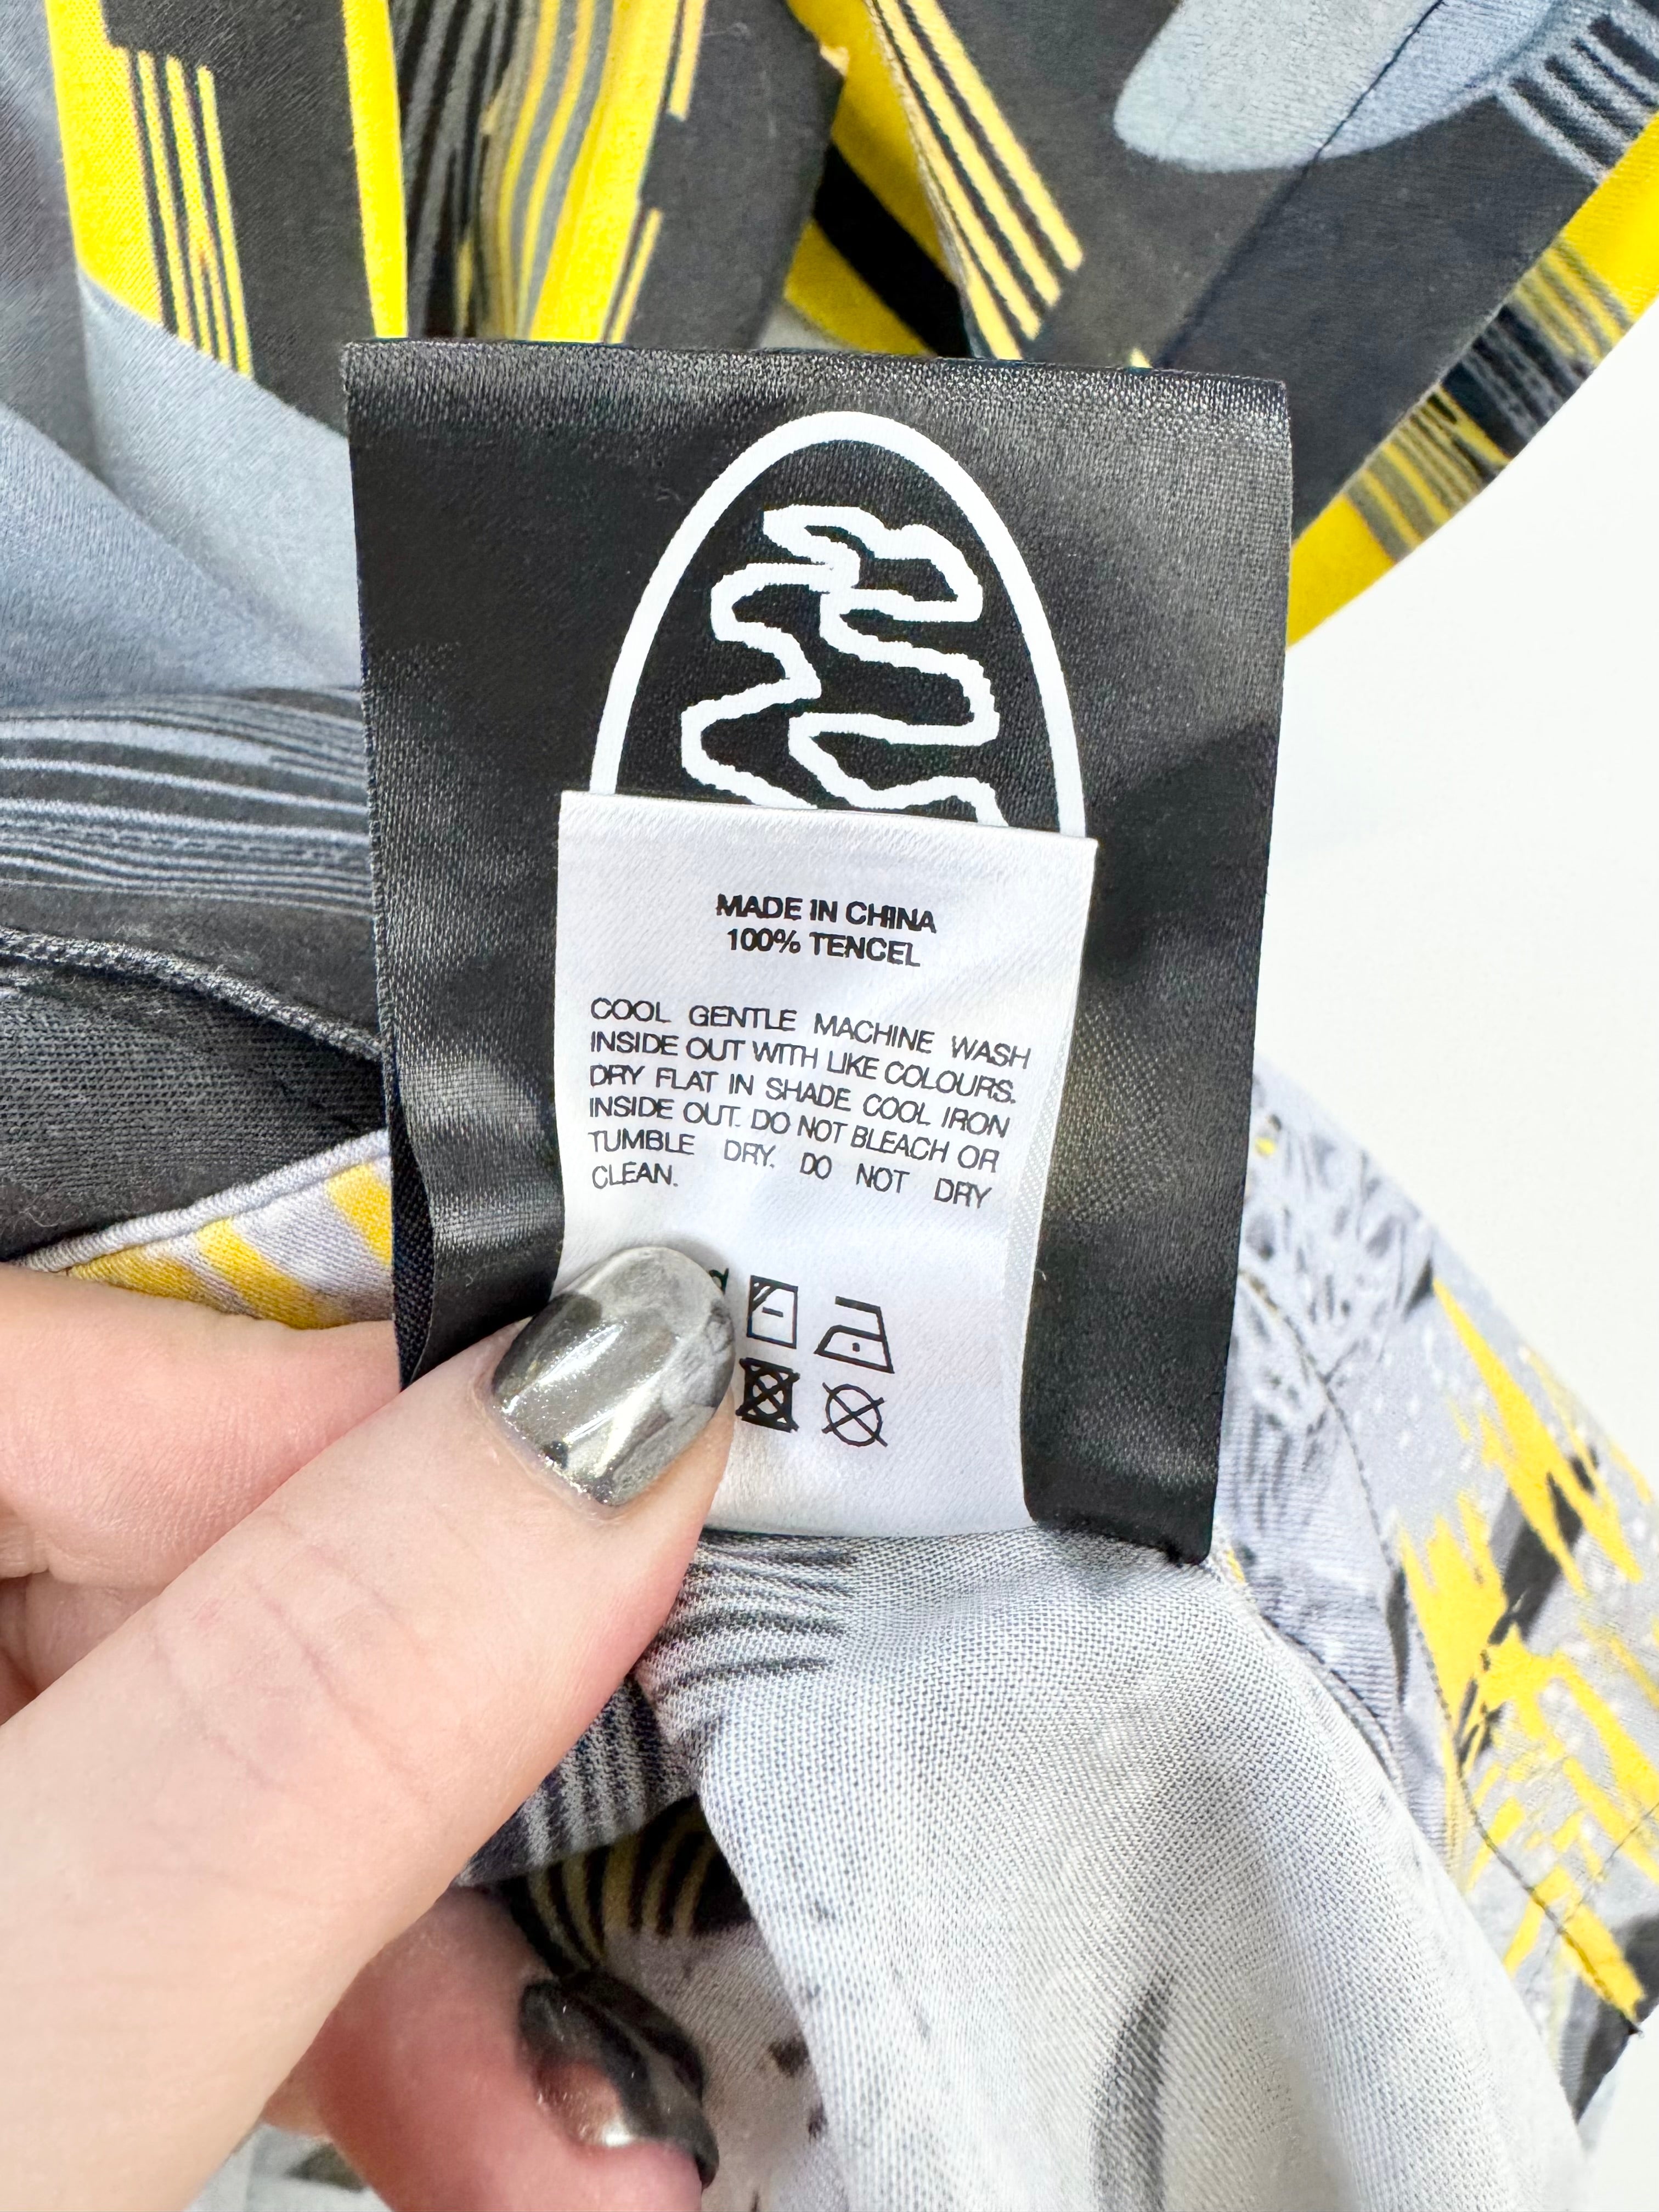 MADE IN CHINA
100% TENCEL
COOL GENTLE MACHINE WASH
INSIDE OUT WITH LIKE COLOURS.
DRY FLAT IN SHADE COOL IRON
INSIDE OUT. DO NOT BLEACH OR
TUMBLE DRY. DO NOT DRY
CLEAN.